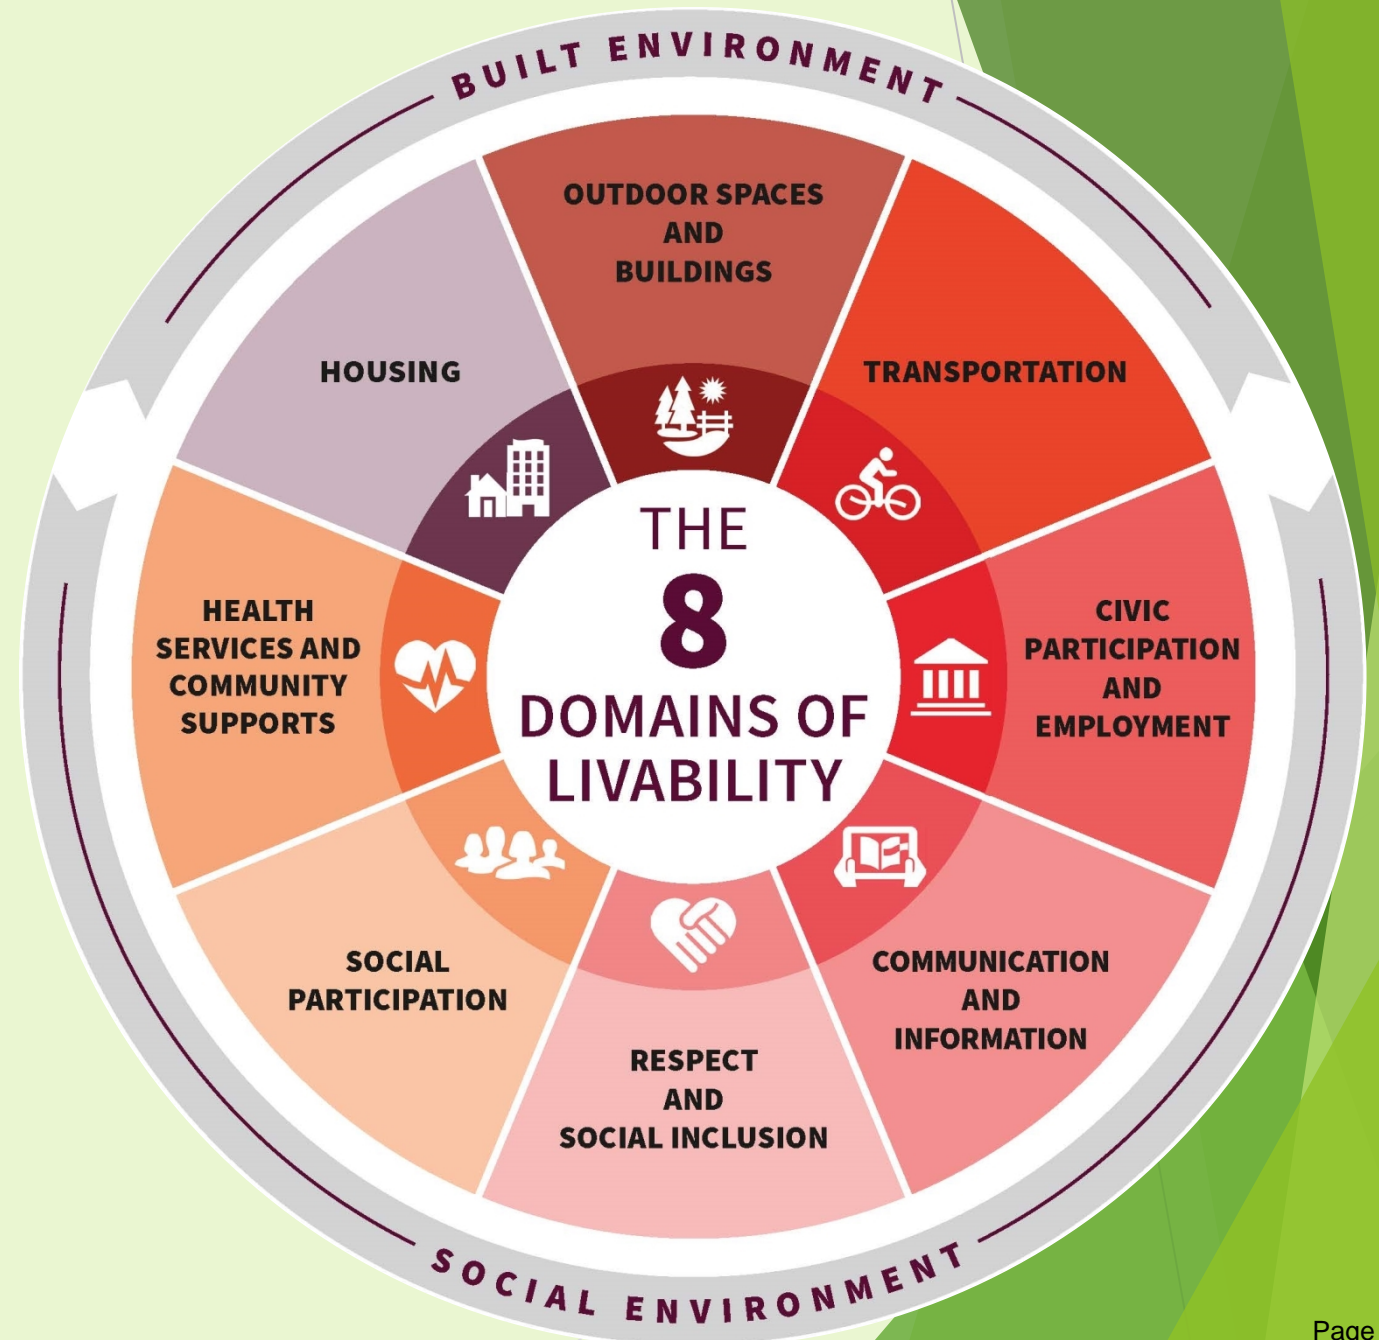 BUILT ENVIRONMENT
OUTDOOR SPACES
AND
BUILDINGS
TRANSPORTATION
CIVIC
PARTICIPATION
AND
EMPLOYMENT
COMMUNICATION
AND
INFORMATION
RESPECT
AND
SOCIAL INCLUSION
SOCIAL
PARTICIPATION
HEALTH
SERVICES AND
COMMUNITY
SUPPORTS
HOUSING
THE
8
DOMAINS OF
LIVABILITY
SOCIAL ENVIRONMENT
Page